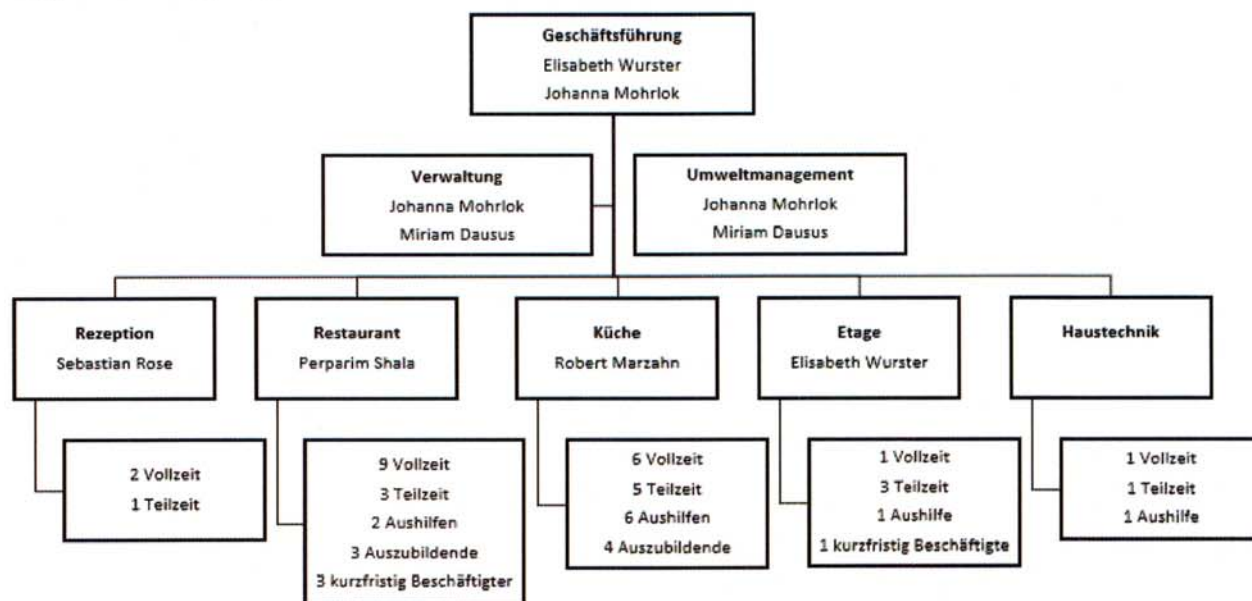 Geschäftsführung
Elisabeth Wurster
Johanna Mohrlok
Verwaltung
Johanna Mohrlok
Miriam Dausus
Umweltmanagement
Johanna Mohrlok
Miriam Dausus
Rezeption
Sebastian Rose
Restaurant
Perparim Shala
Küche
Robert Marzahn
Etage
Elisabeth Wurster
Haustechnik
2 Vollzeit
1 Teilzeit
9 Vollzeit
3 Teilzeit
2 Aushilfen
3 Auszubildende
3 kurzfristig Beschäftigter
6 Vollzeit
5 Teilzeit
6 Aushilfen
4 Auszubildende
1 Vollzeit
3 Teilzeit
1 Aushilfe
1 kurzfristig Beschäftigte
1 Vollzeit
1 Teilzeit
1 Aushilfe